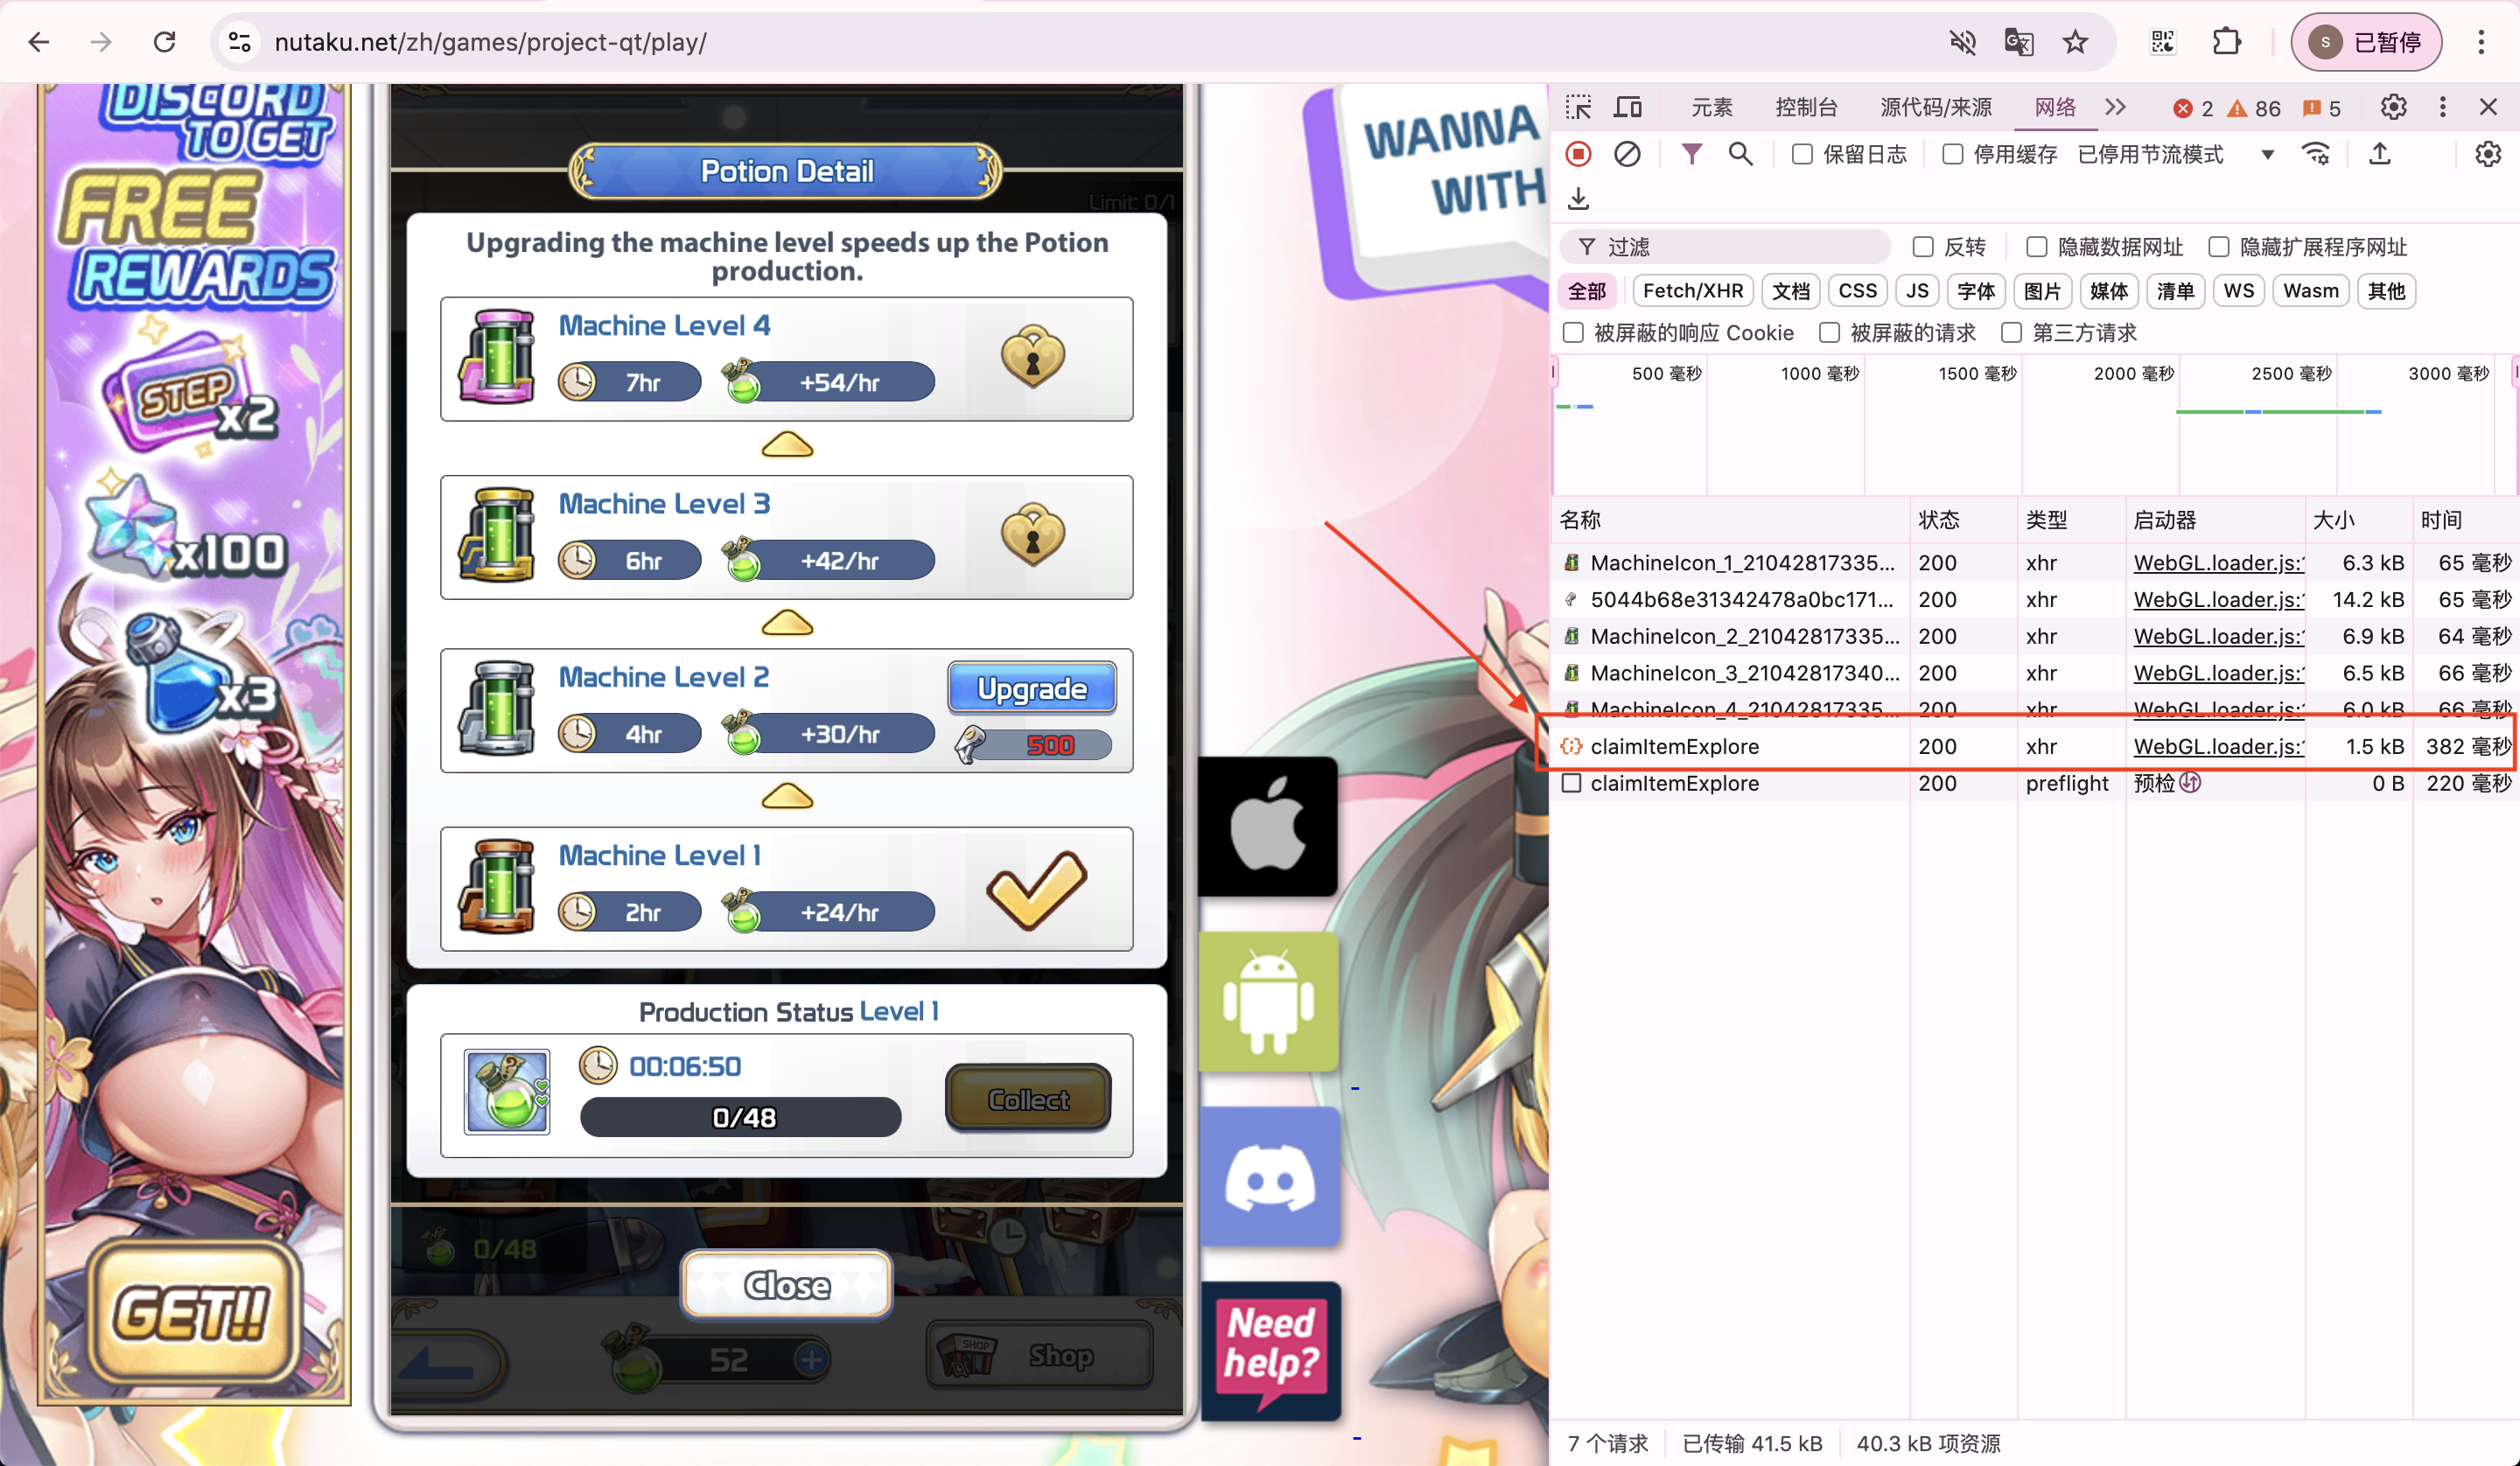 nutaku.net/zh/games/project-qt/play/
S 已暂停
DISCORD
TO GET
FREE
REWARDS
STEP x2
x100
x3
GET!!
Limit: 0/1
Potion Detail
Upgrading the machine level speeds up the Potion
production.
Machine Level 4
7hr +54/hr
Machine Level 3
6hr +42/hr
Machine Level 2
4hr +30/hr
Upgrade
500
Machine Level 1
2hr +24/hr
Production Status Level 1
00:06:50
0/48
Collect
0/48
Close
52
SHOP Shop
WANNA
WITH
Need
help?
元素 控制台 源代码/来源 网络 2 86 5
保留日志 停用缓存 已停用节流模式
过滤 反转 隐藏数据网址 隐藏扩展程序网址
全部 Fetch/XHR 文档 CSS JS 字体 图片 媒体 清单 WS Wasm 其他
被屏蔽的响应 Cookie 被屏蔽的请求 第三方请求
500 毫秒 1000 毫秒 1500 毫秒 2000 毫秒 2500 毫秒 3000 毫秒
名称 状态 类型 启动器 大小 时间
MachineIcon_1_21042817335... 200 xhr WebGL.loader.js: 6.3 kB 65 毫秒
5044b68e31342478a0bc171... 200 xhr WebGL.loader.js: 14.2 kB 65 毫秒
MachineIcon_2_21042817335... 200 xhr WebGL.loader.js: 6.9 kB 64 毫秒
MachineIcon_3_21042817340... 200 xhr WebGL.loader.js: 6.5 kB 66 毫秒
MachineIcon_4_21042817335... 200 xhr WebGL.loader.js: 6.0 kB 66 毫秒
claimItemExplore 200 xhr WebGL.loader.js: 1.5 kB 382 毫秒
claimItemExplore 200 preflight 预检 0 B 220 毫秒
7 个请求 已传输 41.5 kB 40.3 kB 项资源